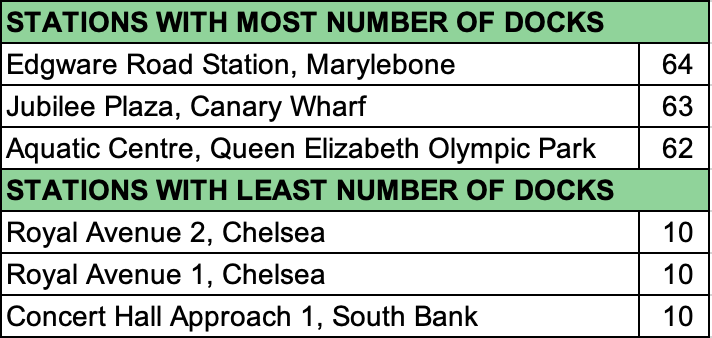 STATIONS WITH MOST NUMBER OF DOCKS
Edgware Road Station, Marylebone 64
Jubilee Plaza, Canary Wharf 63
Aquatic Centre, Queen Elizabeth Olympic Park 62
STATIONS WITH LEAST NUMBER OF DOCKS
Royal Avenue 2, Chelsea 10
Royal Avenue 1, Chelsea 10
Concert Hall Approach 1, South Bank 10